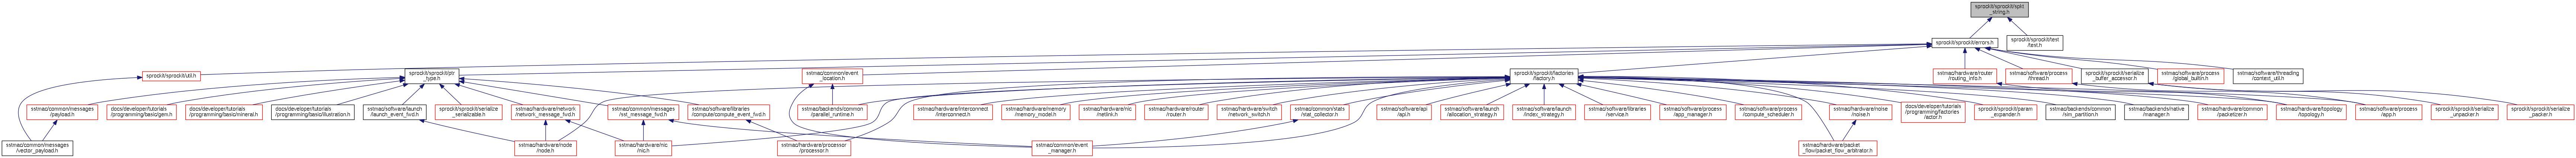 sprockit/sprockit/split
_string.h
sprockit/sprockit/errors.h
sprockit/sprockit/test
/test.h
sprockit/sprockit/util.h
sprockit/sprockit/ptr
_type.h
sstmac/common/event
_location.h
sprockit/sprockit/factories
/factory.h
sstmac/hardware/router
/routing_info.h
sstmac/software/process
/thread.h
sprockit/sprockit/serialize
_buffer_accessor.h
sstmac/software/process
/global_builtin.h
sstmac/software/threading
/context_util.h
sstmac/common/messages
/payload.h
docs/developer/tutorials
/programming/basic/gem.h
docs/developer/tutorials
/programming/basic/mineral.h
docs/developer/tutorials
/programming/basic/illustration.h
sstmac/software/launch
/launch_event_fwd.h
sprockit/sprockit/serialize
_serializable.h
sstmac/hardware/network
/network_message_fwd.h
sstmac/common/messages
/sst_message_fwd.h
sstmac/software/libraries
/compute/compute_event_fwd.h
sstmac/backends/common
/parallel_runtime.h
sstmac/hardware/interconnect
/interconnect.h
sstmac/hardware/memory
/memory_model.h
sstmac/hardware/nic
/netlink.h
sstmac/hardware/router
/router.h
sstmac/hardware/switch
/network_switch.h
sstmac/common/stats
/stat_collector.h
sstmac/software/api
/api.h
sstmac/software/launch
/allocation_strategy.h
sstmac/software/launch
/index_strategy.h
sstmac/software/libraries
/service.h
sstmac/software/process
/app_manager.h
sstmac/software/process
/compute_scheduler.h
sstmac/hardware/noise
/noise.h
docs/developer/tutorials
/programming/factories
/actor.h
sprockit/sprockit/param
_expander.h
sstmac/backends/common
/sim_partition.h
sstmac/backends/native
/manager.h
sstmac/hardware/common
/packetizer.h
sstmac/hardware/topology
/topology.h
sstmac/software/process
/app.h
sprockit/sprockit/serialize
_unpacker.h
sprockit/sprockit/serialize
_packer.h
sstmac/common/messages
/vector_payload.h
sstmac/hardware/node
/node.h
sstmac/hardware/nic
/nic.h
sstmac/hardware/processor
/processor.h
sstmac/common/event
_manager.h
sstmac/hardware/packet
_flow/packet_flow_arbitrator.h